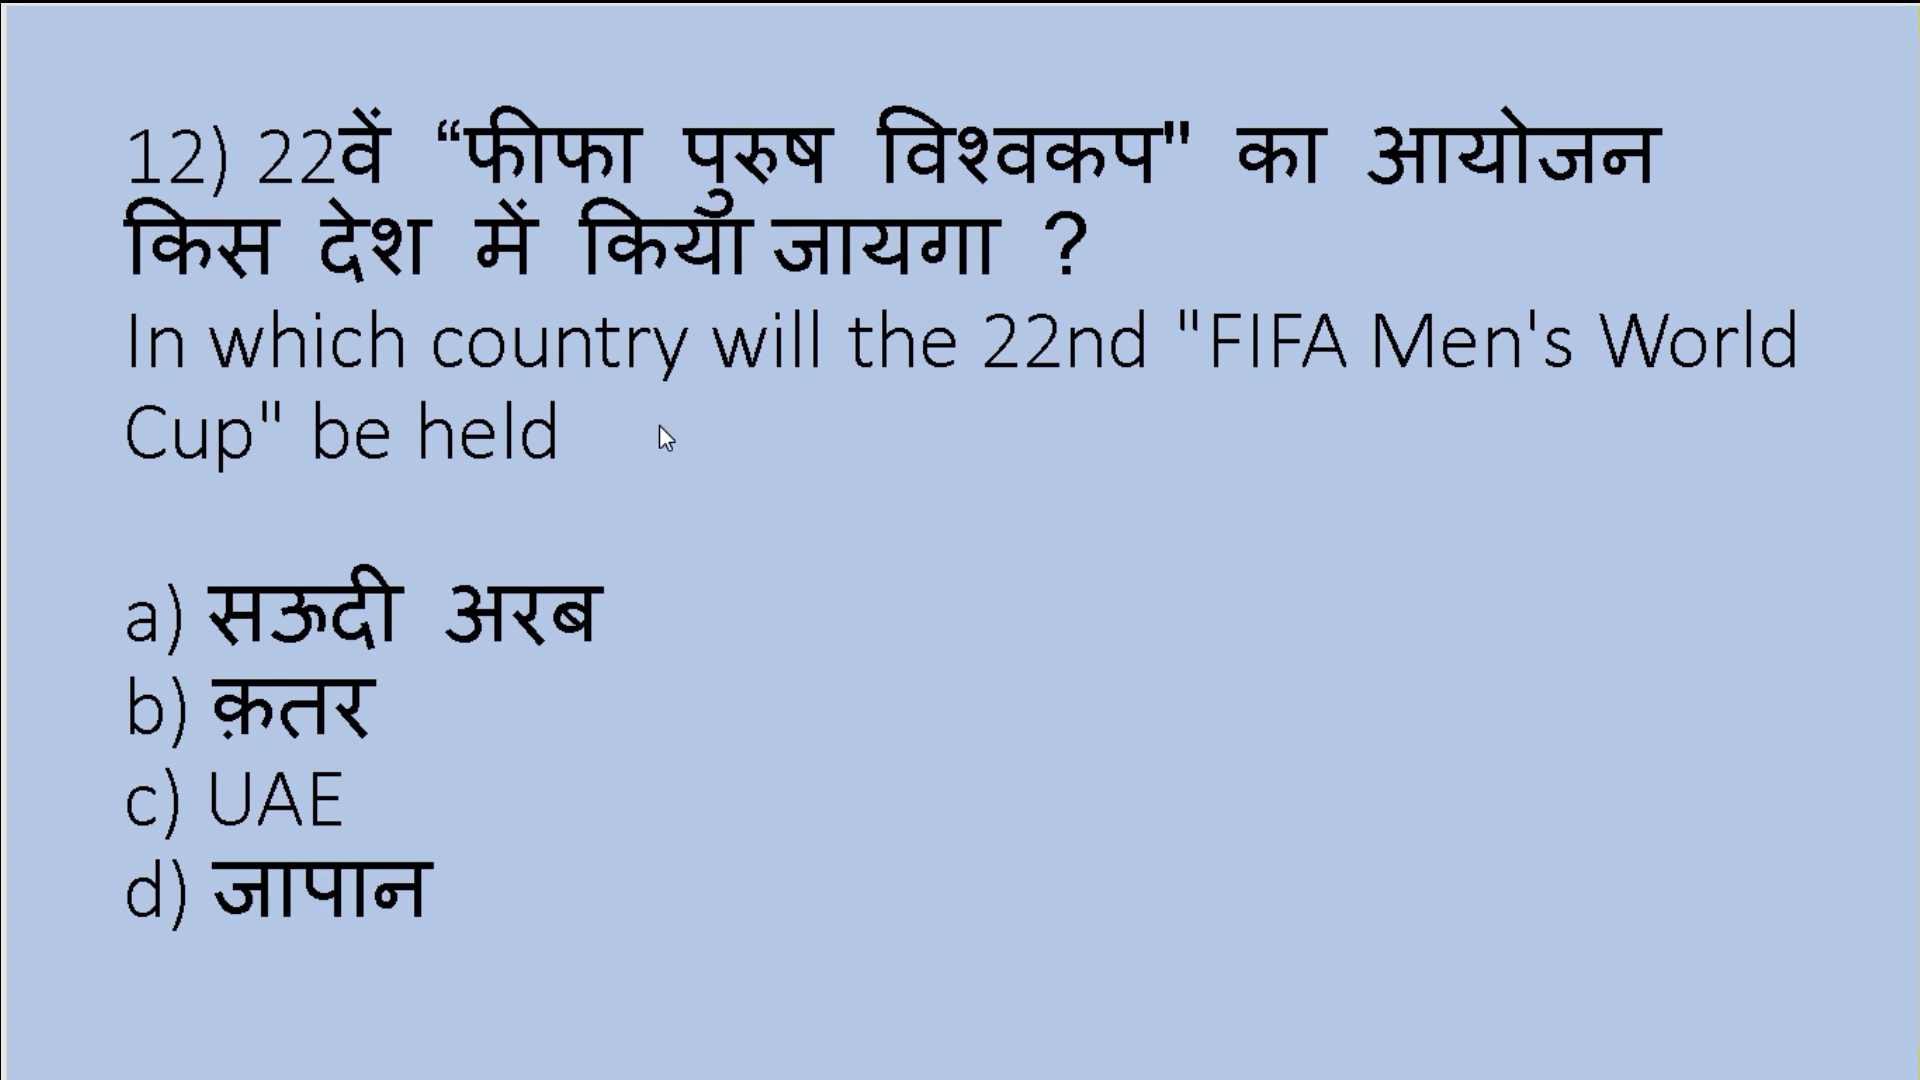 12) 22वें “फीफा पुरुष विश्वकप" का आयोजन
किस देश में किया जायगा ?
In which country will the 22nd "FIFA Men's World
Cup" be held
a) सऊदी अरब
b) क़तर
c) UAE
d) जापान